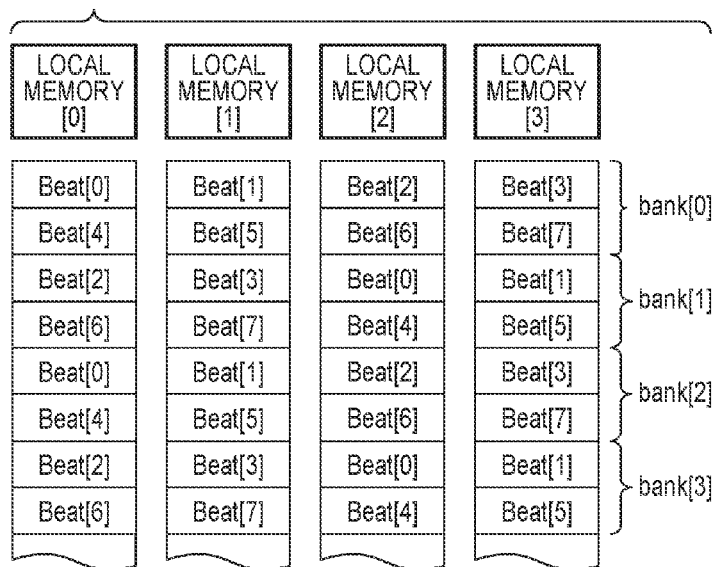 LOCAL MEMORY [0]
LOCAL MEMORY [1]
LOCAL MEMORY [2]
LOCAL MEMORY [3]
Beat[0] Beat[1] Beat[2] Beat[3]
bank[0]
Beat[4] Beat[5] Beat[6] Beat[7]
Beat[2] Beat[3] Beat[0] Beat[1]
bank[1]
Beat[6] Beat[7] Beat[4] Beat[5]
Beat[0] Beat[1] Beat[2] Beat[3]
bank[2]
Beat[4] Beat[5] Beat[6] Beat[7]
Beat[2] Beat[3] Beat[0] Beat[1]
bank[3]
Beat[6] Beat[7] Beat[4] Beat[5]